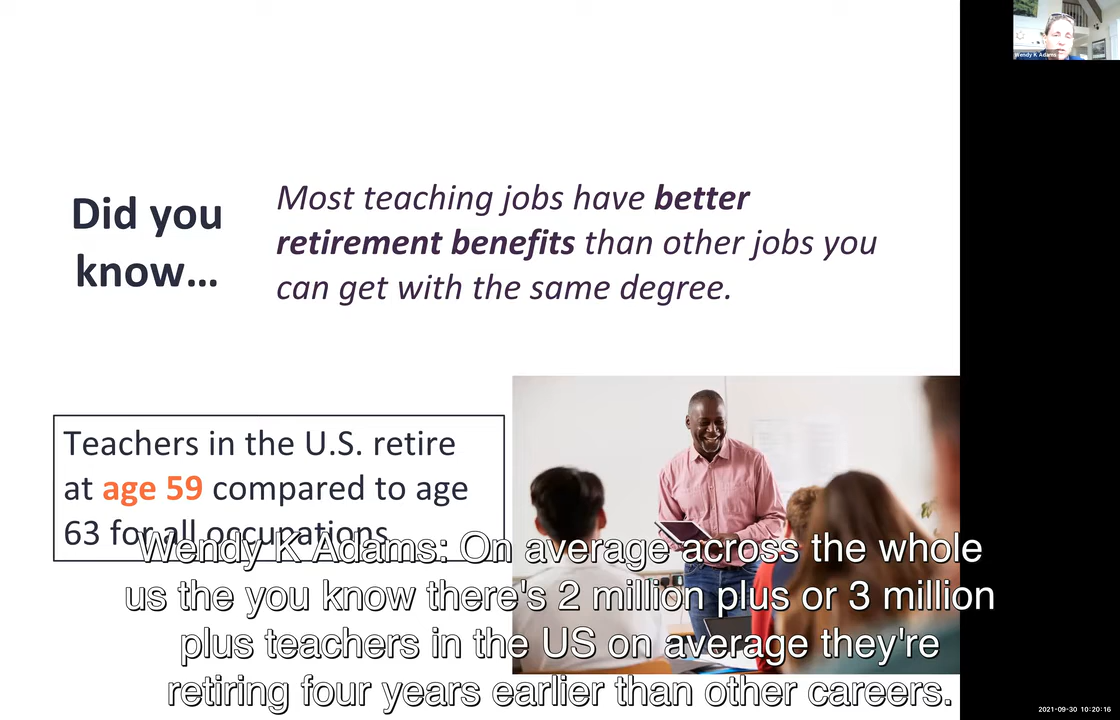 Wendy K Adams
Did you
know…
Most teaching jobs have better
retirement benefits than other jobs you
can get with the same degree.
Teachers in the U.S. retire
at age 59 compared to age
63 for all occupations.
Wendy K Adams: On average across the whole
us the you know there's 2 million plus or 3 million
plus teachers in the US on average they're
retiring four years earlier than other careers.
2021-09-30 10:20:16